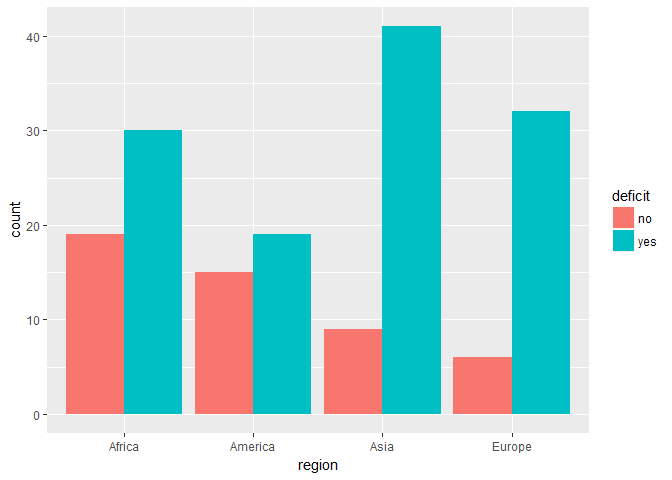 count
40
30
20
10
0
Africa America Asia Europe
region
deficit
no
yes